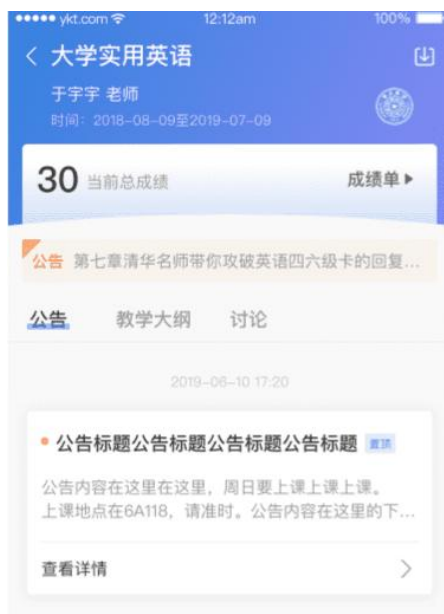 ykt.com 12:12am 100%
大学实用英语
于字字 老师
时间：2018-08-09至2019-07-09
30 当前总成绩 成绩单
公告 第七章清华名师带你攻破英语四六级卡的回复...
公告 教学大纲 讨论
2019-06-10 17:20
公告标题公告标题公告标题公告标题 置顶
公告内容在这里在这里，周日要上课上课上课。
上课地点在6A118，请准时。公告内容在这里的下...
查看详情